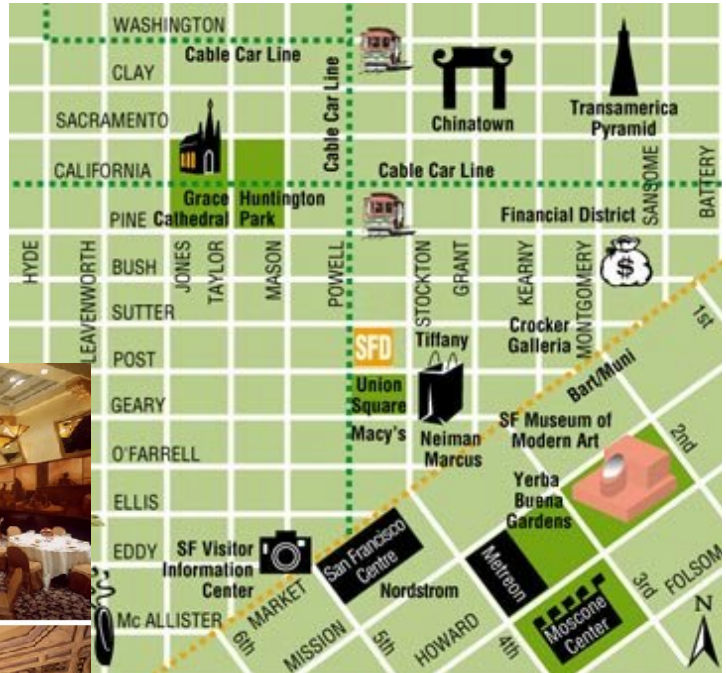 WASHINGTON
Cable Car Line
CLAY
Cable Car Line
SACRAMENTO
Chinatown
Transamerica
Pyramid
CALIFORNIA
Cable Car Line
SANSOME
BATTERY
Grace
Cathedral
Huntington
Park
PINE
Financial District
HYDE
LEAVENWORTH
JONES
TAYLOR
MASON
POWELL
STOCKTON
GRANT
KEARNY
MONTGOMERY
$
BUSH
SUTTER
1st
Crocker
Galleria
SFD
Tiffany
POST
Bart/Muni
Union
Square
GEARY
Macy's
Neiman
Marcus
SF Museum of
Modern Art
2nd
O'FARRELL
Yerba
Buena
Gardens
ELLIS
EDDY
SF Visitor
Information
Center
San Francisco
Centre
Nordstrom
Metreon
3rd
FOLSOM
Mc ALLISTER
MARKET
6th
MISSION
5th
HOWARD
4th
Moscone
Center
N